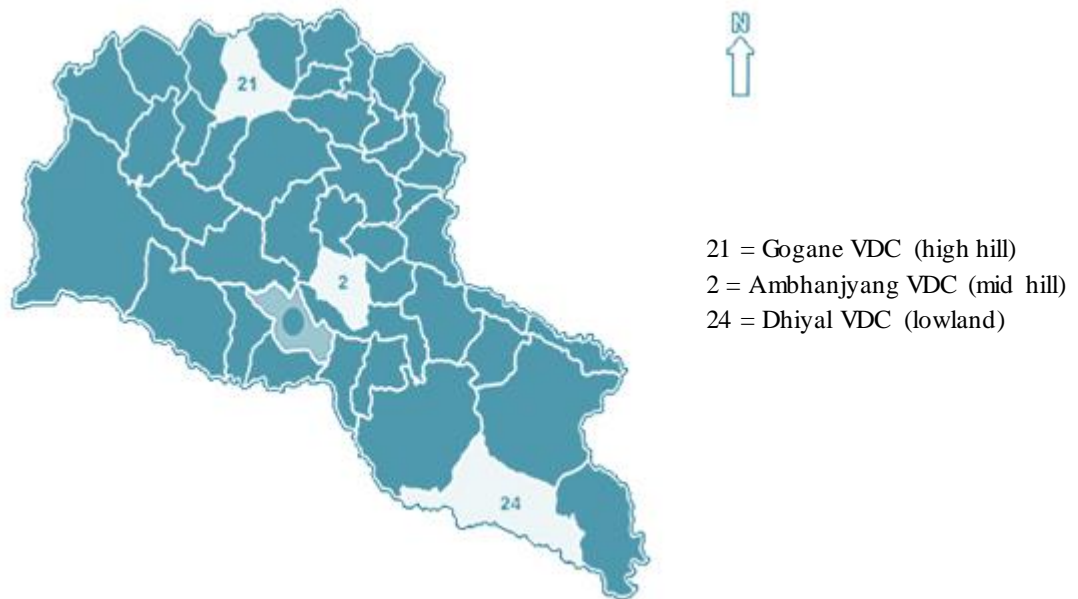 N
21
21 = Gogane VDC (high hill)
2 = Ambhanjyang VDC (mid hill)
24 = Dhiyal VDC (lowland)
2
24